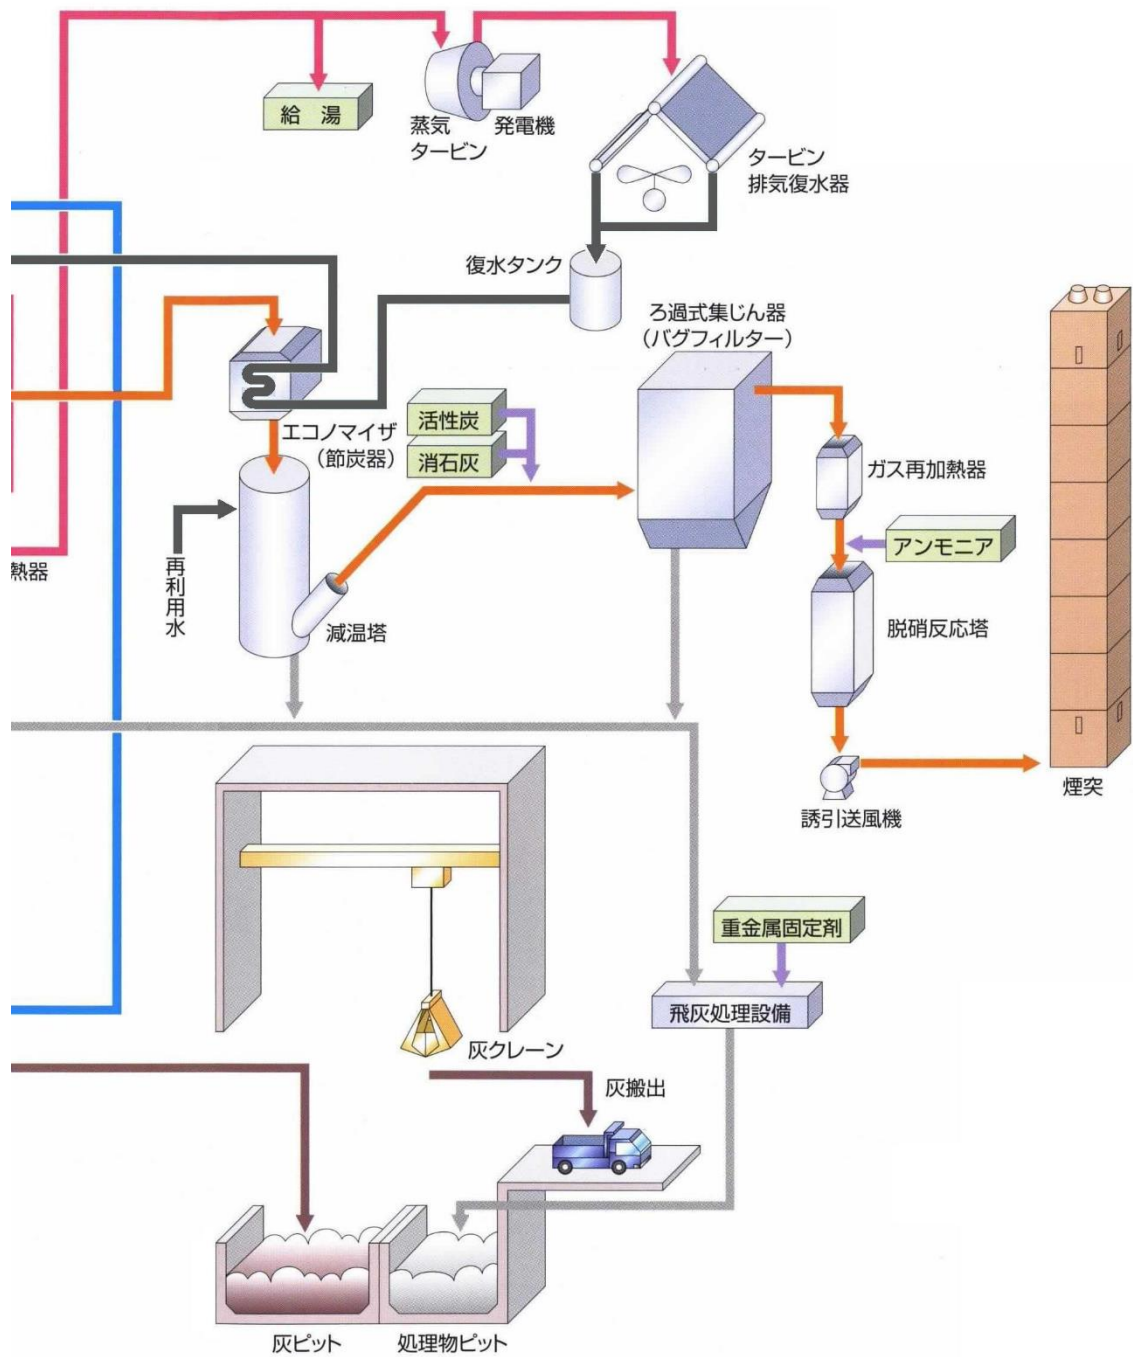 給 湯
蒸気
タービン
発電機
タービン
排気復水器
復水タンク
ろ過式集じん器
（バグフィルター）
エコノマイザ
（節炭器）
活性炭
消石灰
ガス再加熱器
アンモニア
熱器
再利用水
減温塔
脱硝反応塔
誘引送風機
煙突
重金属固定剤
飛灰処理設備
灰クレーン
灰搬出
灰ピット
処理物ピット